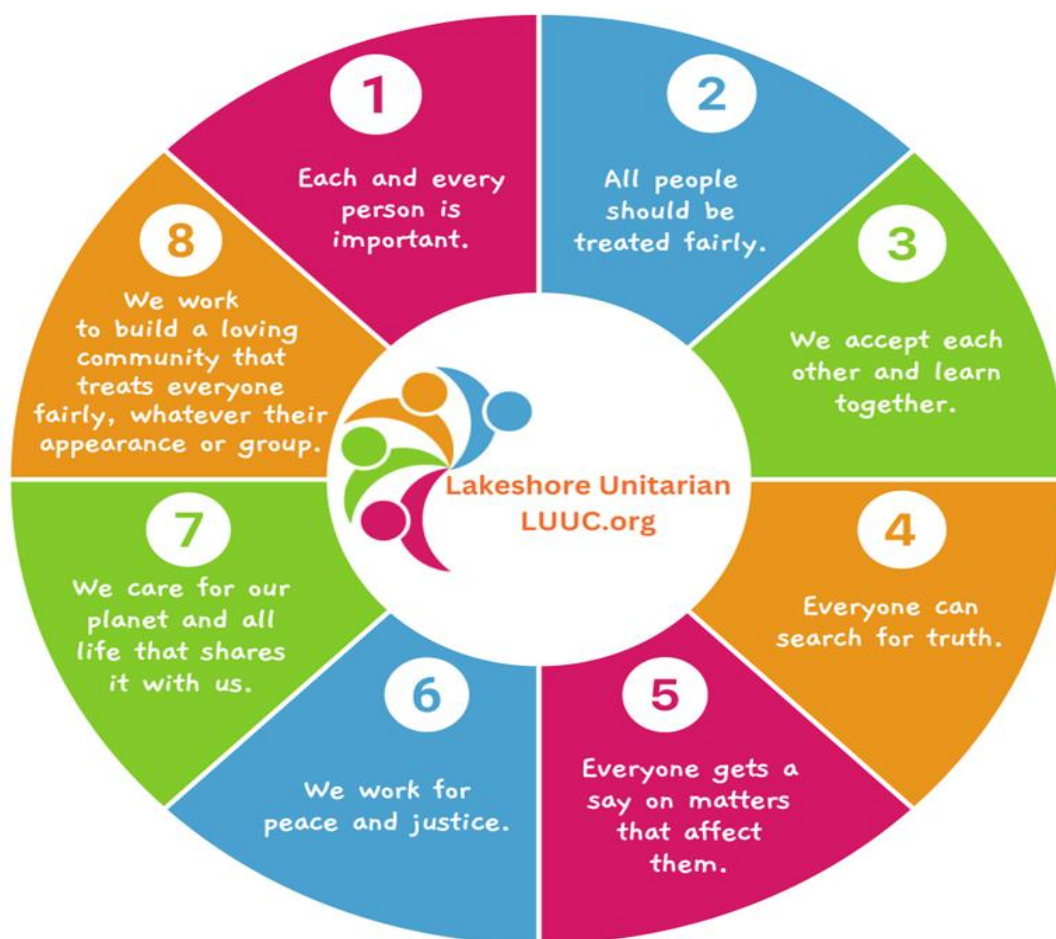 1
Each and every
person is
important.
2
All people
should be
treated fairly.
3
We accept each
other and learn
together.
4
Everyone can
search for truth.
5
Everyone gets a
say on matters
that affect
them.
6
We work for
peace and justice.
7
We care for our
planet and all
life that shares
it with us.
8
We work
to build a loving
community that
treats everyone
fairly, whatever their
appearance or group.
Lakeshore Unitarian
LUUC.org